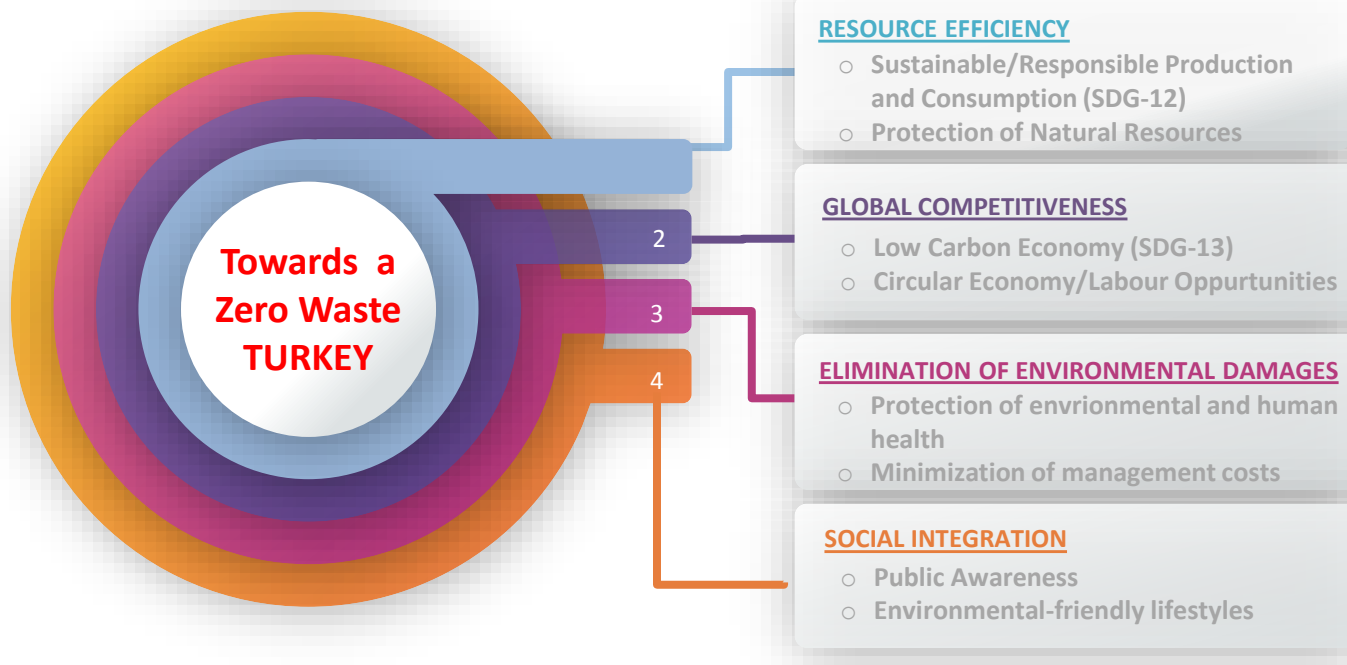 Towards a
Zero Waste
TURKEY
2
3
4
RESOURCE EFFICIENCY
○ Sustainable/Responsible Production
and Consumption (SDG-12)
○ Protection of Natural Resources
GLOBAL COMPETITIVENESS
○ Low Carbon Economy (SDG-13)
○ Circular Economy/Labour Oppurtunities
ELIMINATION OF ENVIRONMENTAL DAMAGES
○ Protection of envrionmental and human
health
○ Minimization of management costs
SOCIAL INTEGRATION
○ Public Awareness
○ Environmental-friendly lifestyles